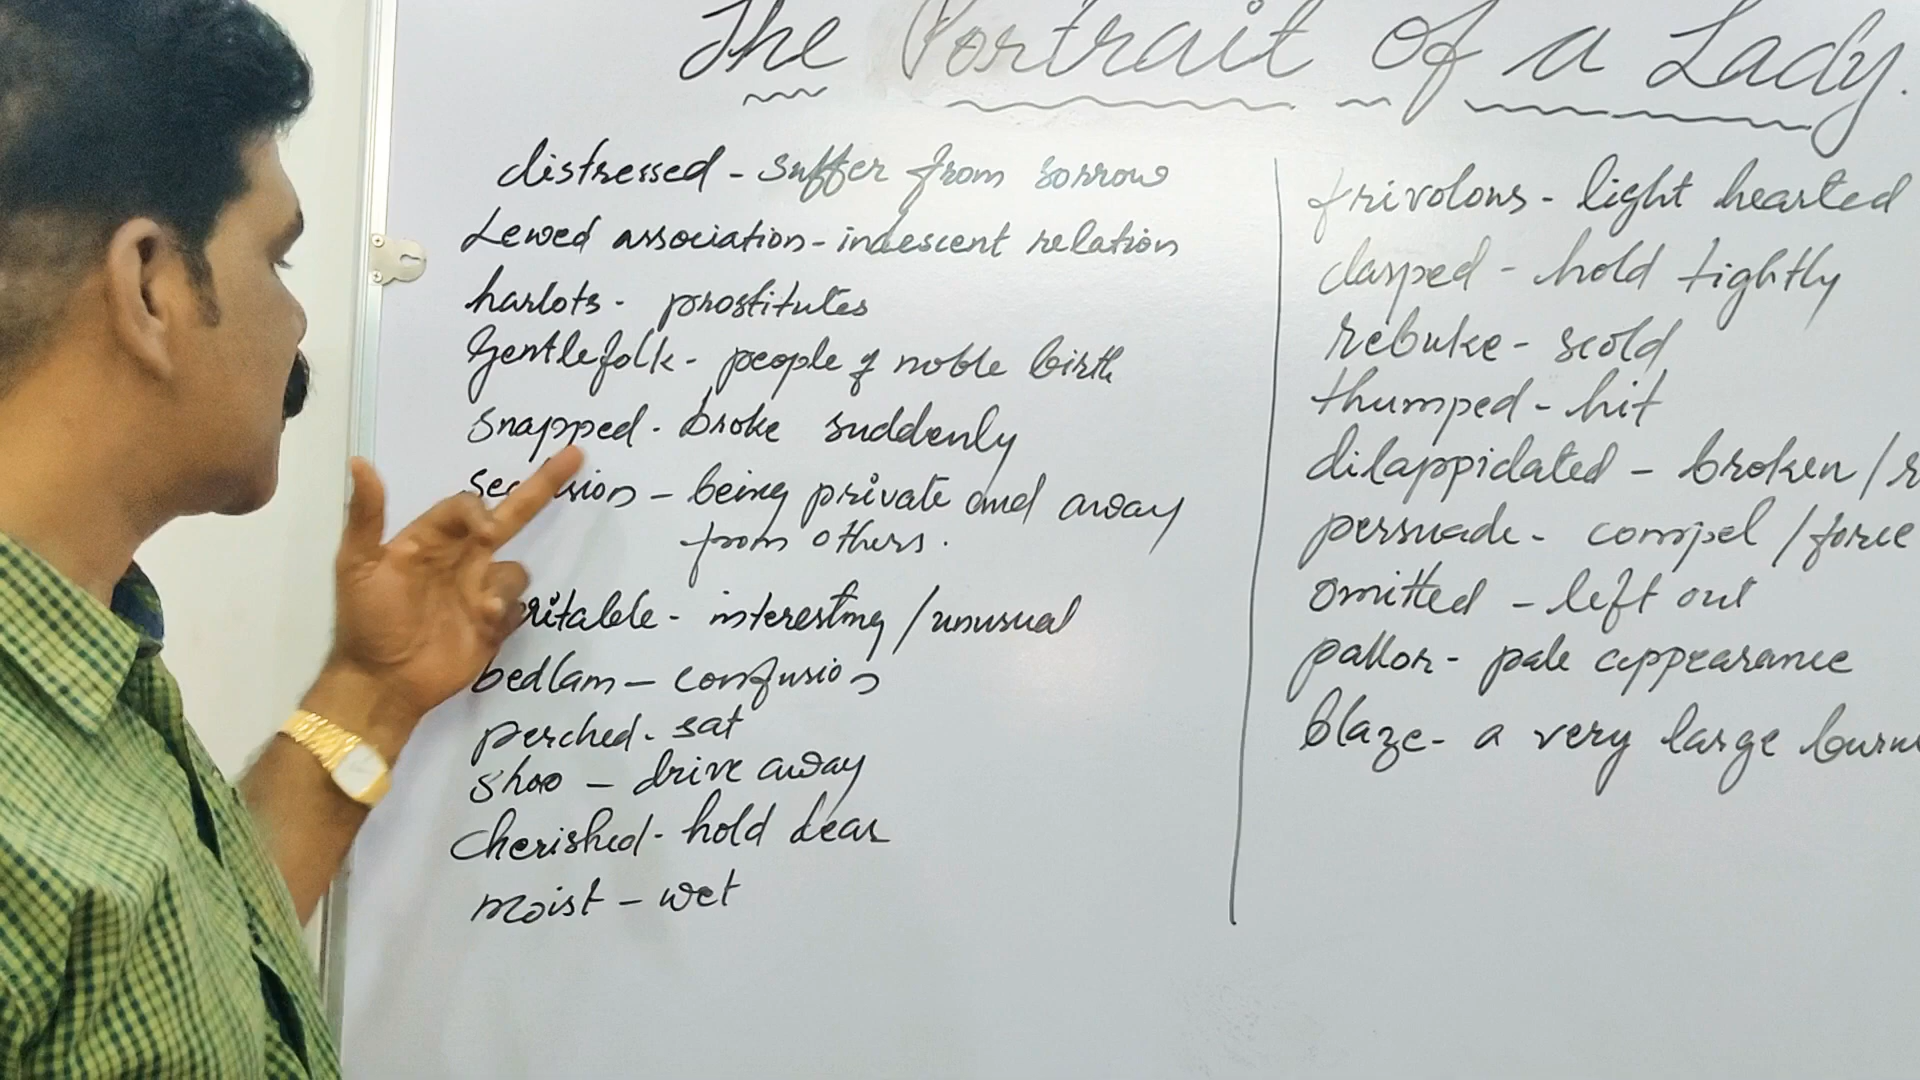 The Portrait of a Lady.
distressed - suffer from sorrow
Lewed association - indescent relation
harlots - prostitutes
Gentlefolk - people of noble birth
snapped - broke suddenly
- being private and away
from others.
- interesting / unusual
bedlam - confusion
perched - sat
shoo - drive away
cherished - hold dear
moist - wet
frivolous - light hearted
clasped - hold tightly
rebuke - scold
thumped - hit
dilappidated - broken /
persuade - compel / force
omitted - left out
pallor - pale appearance
blaze - a very large